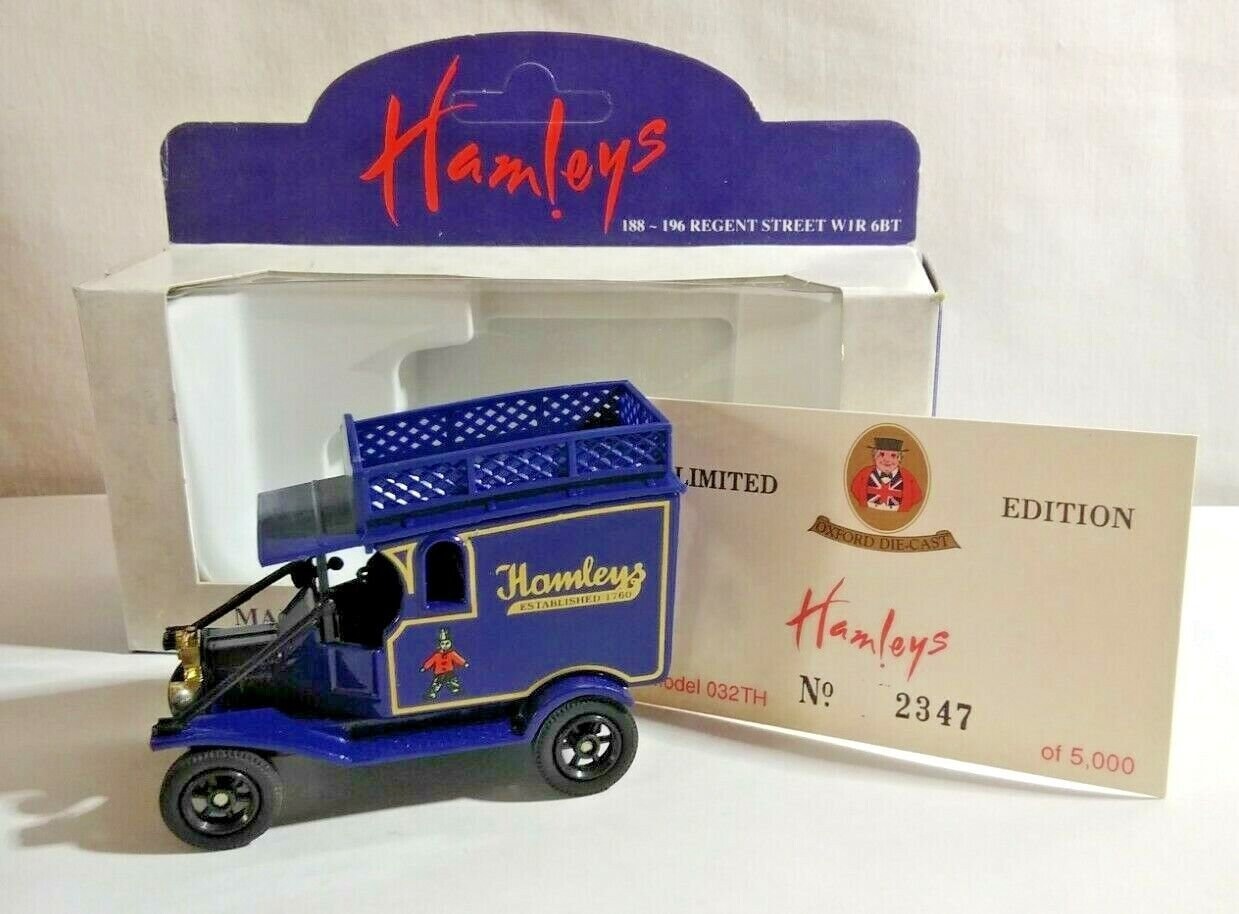 Hamleys
188 ~ 196 REGENT STREET W1R 6BT
LIMITED EDITION
OXFORD DIE-CAST
Hamleys
ESTABLISHED 1760
Hamleys
032TH
No 2347
of 5,000